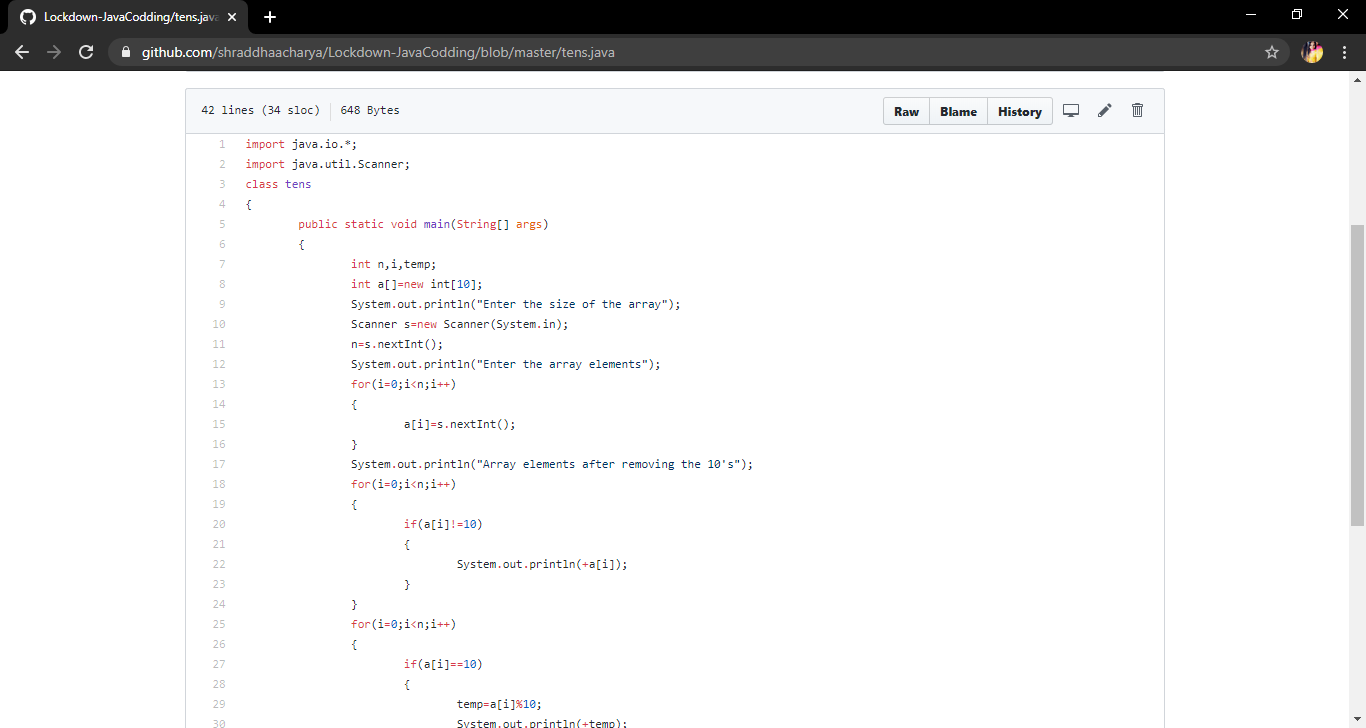 Lockdown-JavaCodding/tens.java
github.com/shraddhaacharya/Lockdown-JavaCodding/blob/master/tens.java
42 lines (34 sloc) 648 Bytes Raw Blame History
1 import java.io.*;
2 import java.util.Scanner;
3 class tens
4 {
5 public static void main(String[] args)
6 {
7 int n,i,temp;
8 int a[]=new int[10];
9 System.out.println("Enter the size of the array");
10 Scanner s=new Scanner(System.in);
11 n=s.nextInt();
12 System.out.println("Enter the array elements");
13 for(i=0;i<n;i++)
14 {
15 a[i]=s.nextInt();
16 }
17 System.out.println("Array elements after removing the 10's");
18 for(i=0;i<n;i++)
19 {
20 if(a[i]!=10)
21 {
22 System.out.println(+a[i]);
23 }
24 }
25 for(i=0;i<n;i++)
26 {
27 if(a[i]==10)
28 {
29 temp=a[i]%10;
30 System.out.println(+temp);